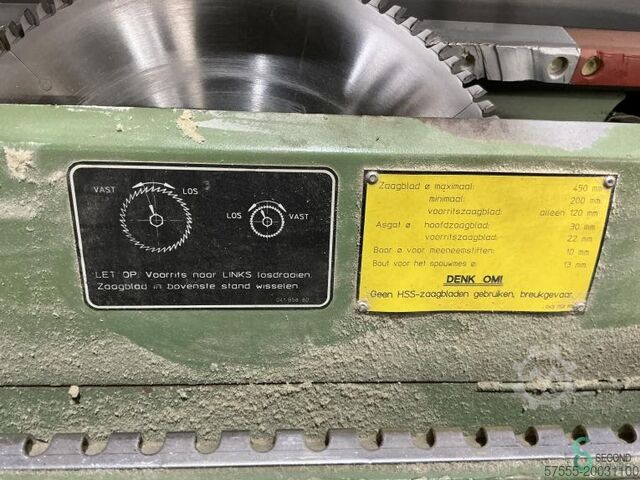 VAST LOS
LOS VAST
LET OP: Voorrits naar LINKS losdraaien.
Zaagblad in bovenste stand wisselen.
Zaagblad ø maximaal: 450 mm
minimaal: 200 mm
voorritszaagblad: alleen 120 mm
Asgat ø hoofdzaagblad: 30 mm
voorritszaagblad: 22 mm
Boor ø voor meeneemstiften: 10 mm
Bout voor het spouwmes ø 13 mm
DENK OM!
Geen HSS-zaagbladen gebruiken, breukgevaar.
SECOND
57555-20031100